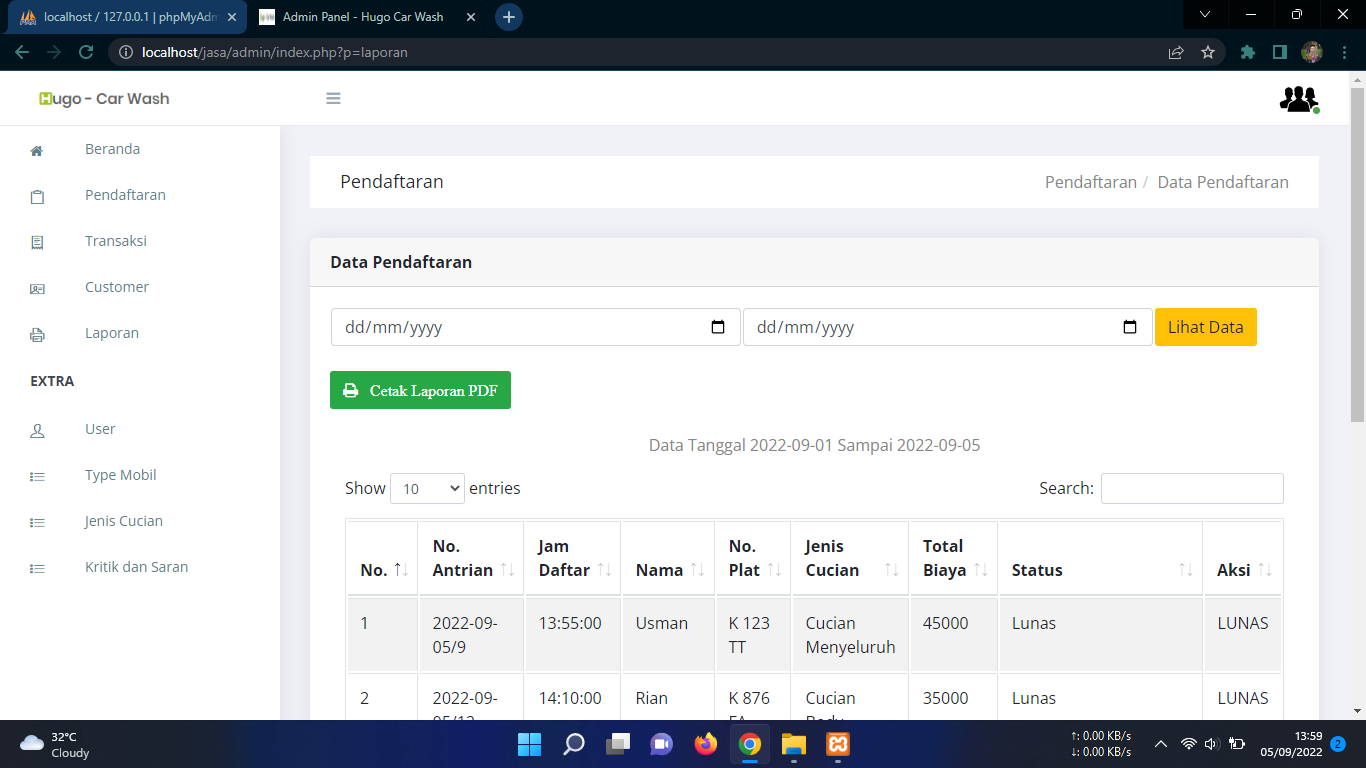 localhost / 127.0.0.1 | phpMyAdm
Admin Panel - Hugo Car Wash
localhost/jasa/admin/index.php?p=laporan
Hugo - Car Wash
Beranda
Pendaftaran
Transaksi
Customer
Laporan
EXTRA
User
Type Mobil
Jenis Cucian
Kritik dan Saran
Pendaftaran
Pendaftaran / Data Pendaftaran
Data Pendaftaran
dd/mm/yyyy dd/mm/yyyy Lihat Data
Cetak Laporan PDF
Data Tanggal 2022-09-01 Sampai 2022-09-05
Show 10 entries Search:
No. Jam No. Jenis Total
No. Antrian Daftar Nama Plat Cucian Biaya Status Aksi
1 2022-09- 13:55:00 Usman K 123 Cucian 45000 Lunas LUNAS
05/9 TT Menyeluruh
2 2022-09- 14:10:00 Rian K 876 Cucian 35000 Lunas LUNAS
32°C
Cloudy
↑: 0.00 KB/s
↓: 0.00 KB/s
13:59
05/09/2022
2